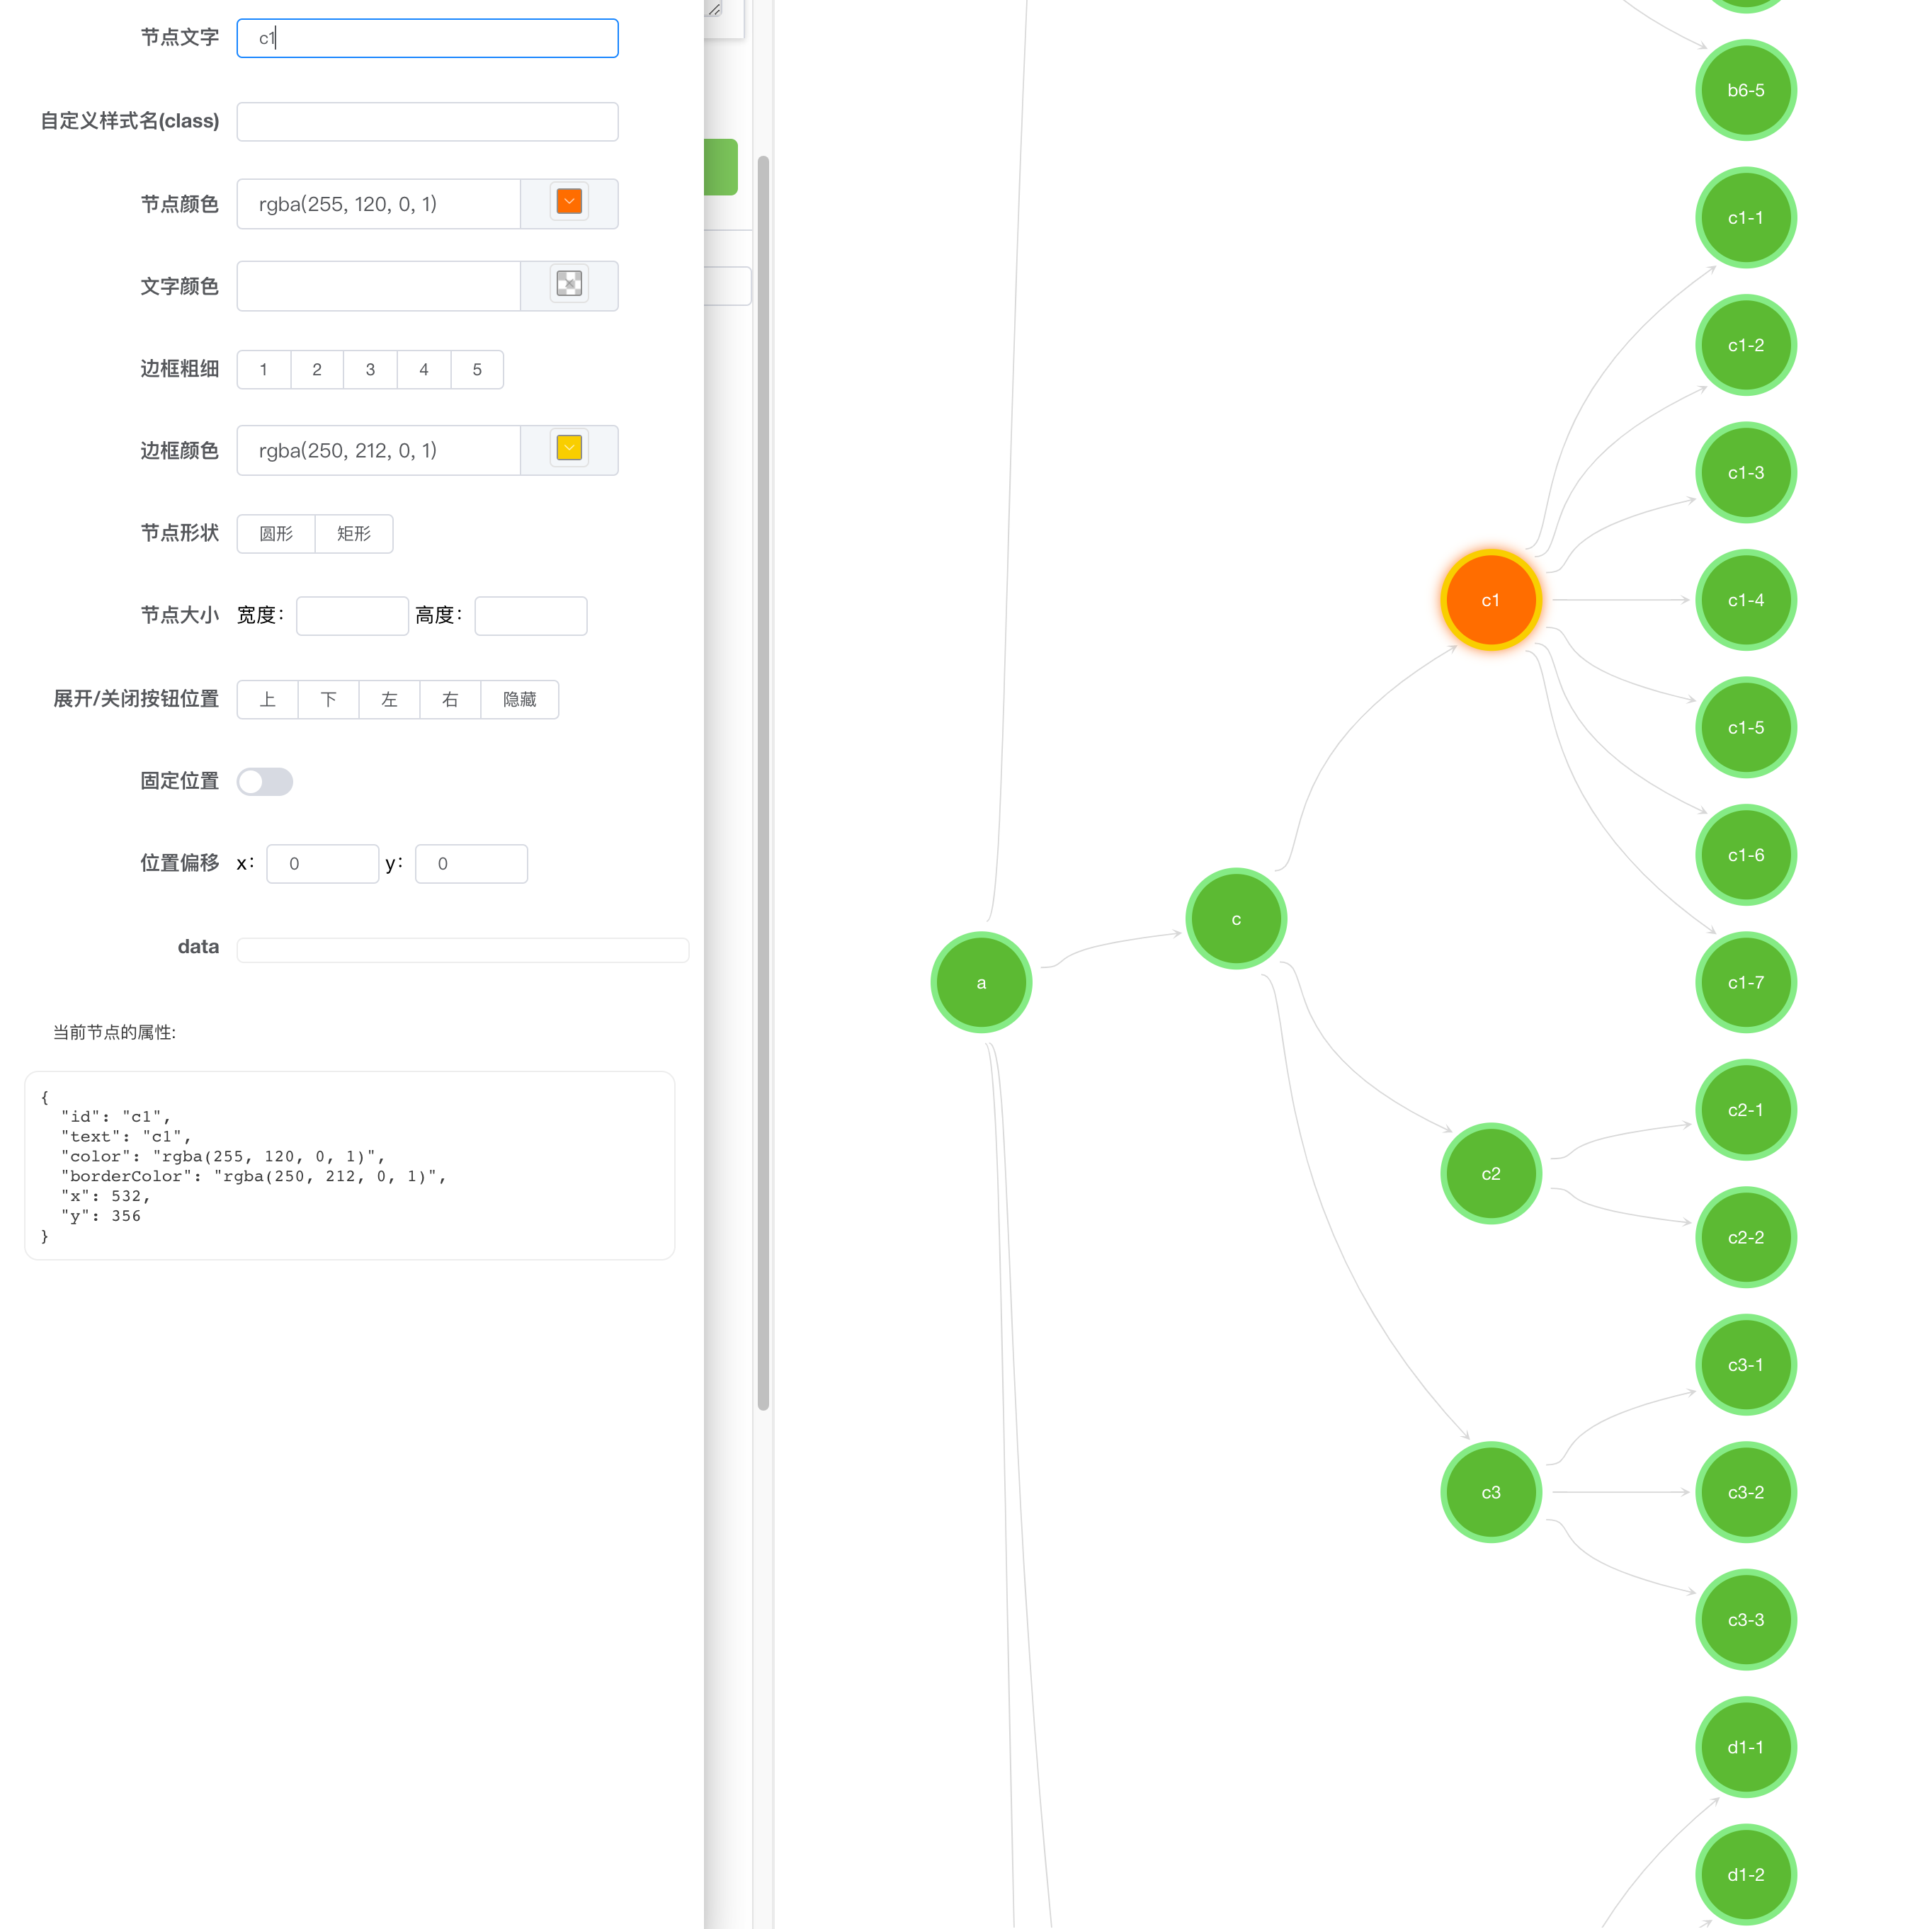 节点文字 c1
自定义样式名(class)
节点颜色 rgba(255, 120, 0, 1)
文字颜色
边框粗细 1 2 3 4 5
边框颜色 rgba(250, 212, 0, 1)
节点形状 圆形 矩形
节点大小 宽度: 高度:
展开/关闭按钮位置 上 下 左 右 隐藏
固定位置
位置偏移 x: 0 y: 0
data
当前节点的属性:
{
"id": "c1",
"text": "c1",
"color": "rgba(255, 120, 0, 1)",
"borderColor": "rgba(250, 212, 0, 1)",
"x": 532,
"y": 356
}
a
c
c1
c2
c3
b6-5
c1-1
c1-2
c1-3
c1-4
c1-5
c1-6
c1-7
c2-1
c2-2
c3-1
c3-2
c3-3
d1-1
d1-2